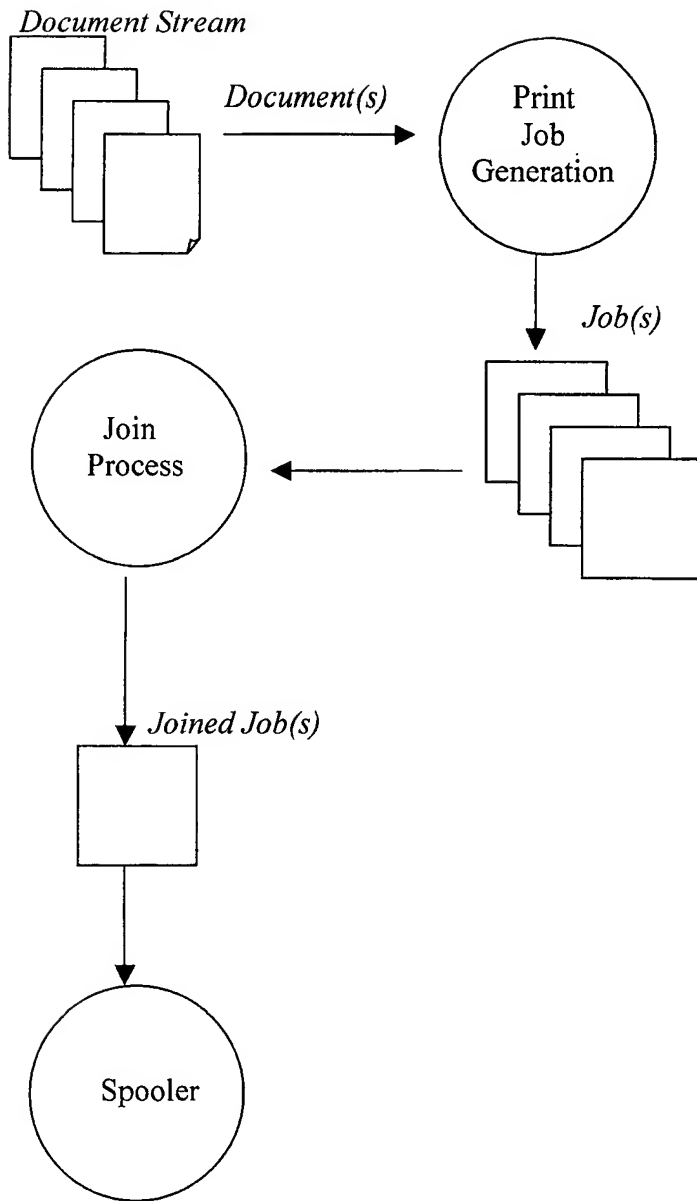 Document Stream
Document(s)
Print
Job
Generation
Job(s)
Join
Process
Joined Job(s)
Spooler